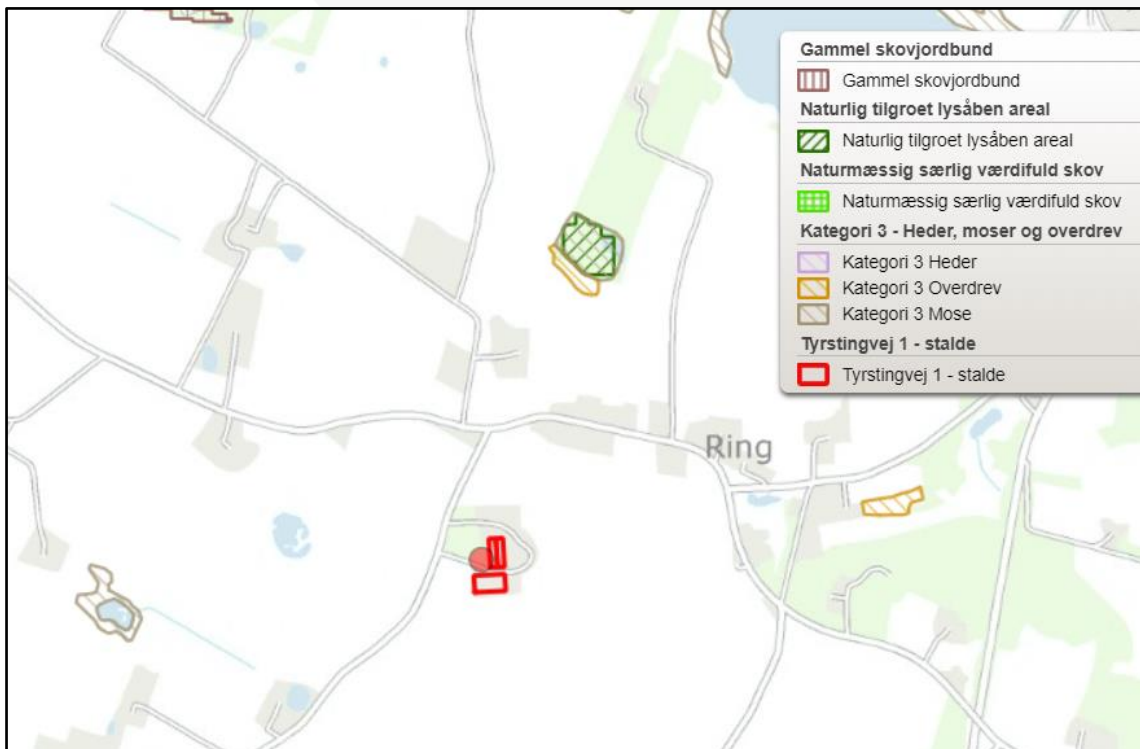 Gammel skovjordbund
Gammel skovjordbund
Naturlig tilgroet lysåben areal
Naturlig tilgroet lysåben areal
Naturmæssig særlig værdifuld skov
Naturmæssig særlig værdifuld skov
Kategori 3 - Heder, moser og overdrev
Kategori 3 Heder
Kategori 3 Overdrev
Kategori 3 Mose
Tyrstingvej 1 - stalde
Tyrstingvej 1 - stalde
Ring